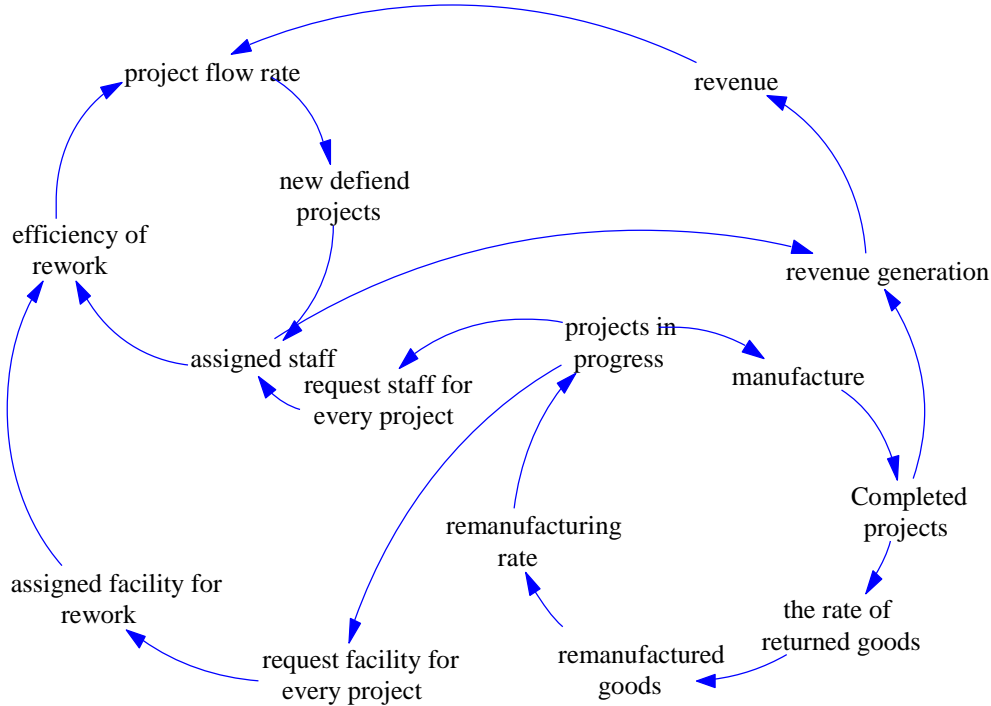 project flow rate
revenue
new defiend
projects
efficiency of
rework
revenue generation
assigned staff
request staff for
every project
projects in
progress
manufacture
Completed
projects
remanufacturing
rate
assigned facility for
rework
the rate of
returned goods
request facility for
every project
remanufactured
goods